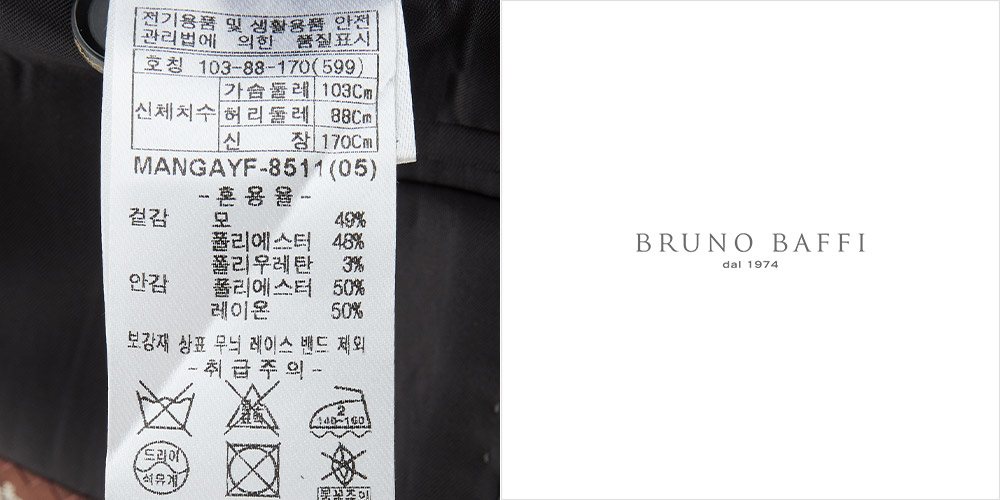 전기용품 및 생활용품 안전
관리법에 의한 품질표시
호칭 103-88-170(599)
신체치수 가슴둘레 103Cm
허리둘레 88Cm
신 장 170Cm
MANGAYF-8511(05)
-혼용율-
겉감 모 49%
폴리에스터 48%
폴리우레탄 3%
안감 폴리에스터 50%
레이온 50%
보강재 상표 무늬 레이스 밴드 제외
-취급주의-
2
140-160
드라이
석유계
BRUNO BAFFI
dal 1974